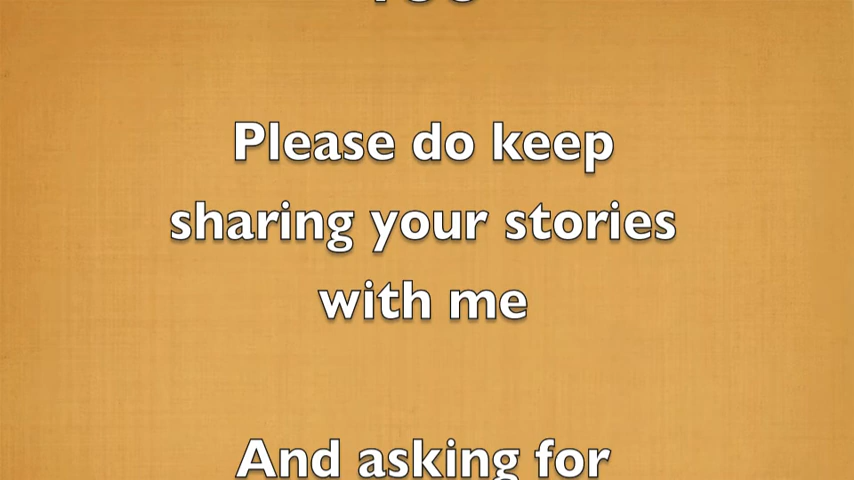 Please do keep
sharing your stories
with me
And asking for